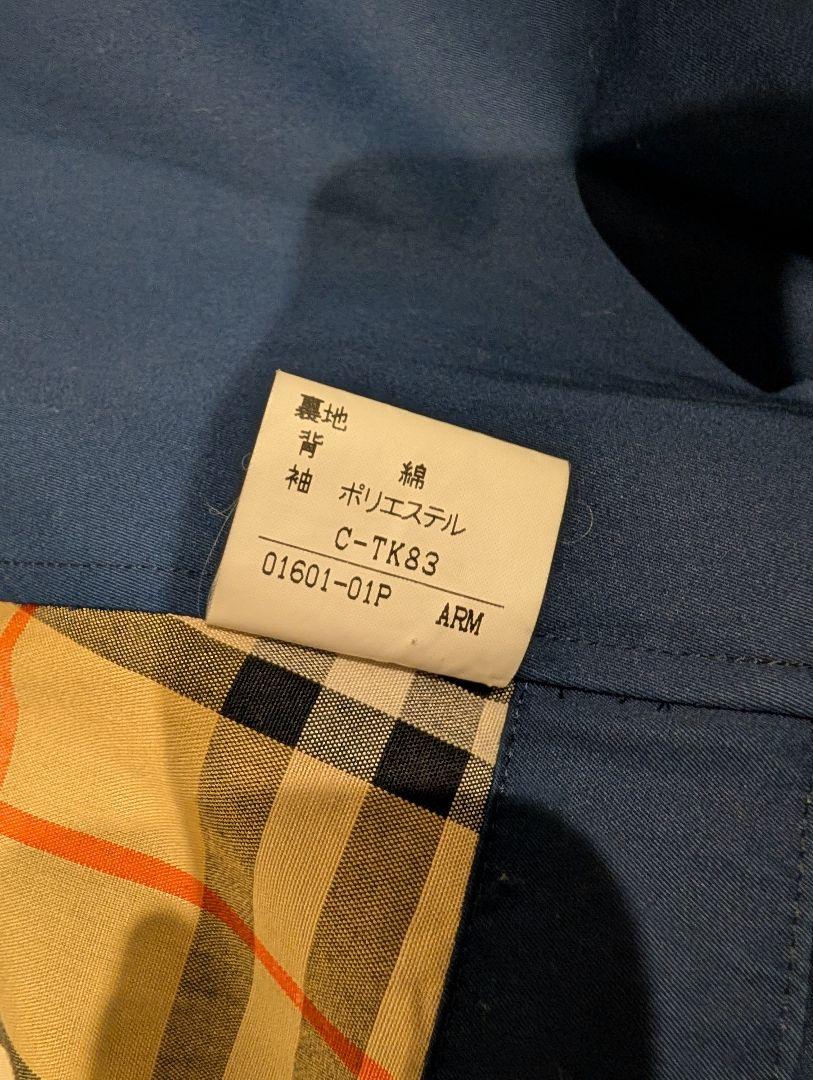 裏地
背 綿
袖 ポリエステル
C-TK83
01601-01P ARM